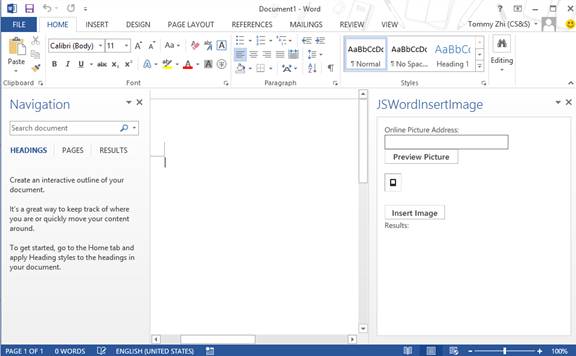 Document1 - Word
FILE HOME INSERT DESIGN PAGE LAYOUT REFERENCES MAILINGS REVIEW VIEW Tommy Zhi (CS&S)
Calibri (Body) 11 A A Aa
Paste B I U abc X₂ X² A A
AaBbCcDc AaBbCcDc AaBbCc
¶ Normal ¶ No Spac... Heading 1
Editing
Clipboard Font Paragraph Styles
Navigation
Search document
HEADINGS PAGES RESULTS
Create an interactive outline of your
document.
It's a great way to keep track of where
you are or quickly move your content
around.
To get started, go to the Home tab and
apply Heading styles to the headings in
your document.
JSWordInsertImage
Online Picture Address:
Preview Picture
Insert Image
Results:
PAGE 1 OF 1 0 WORDS ENGLISH (UNITED STATES) 100%